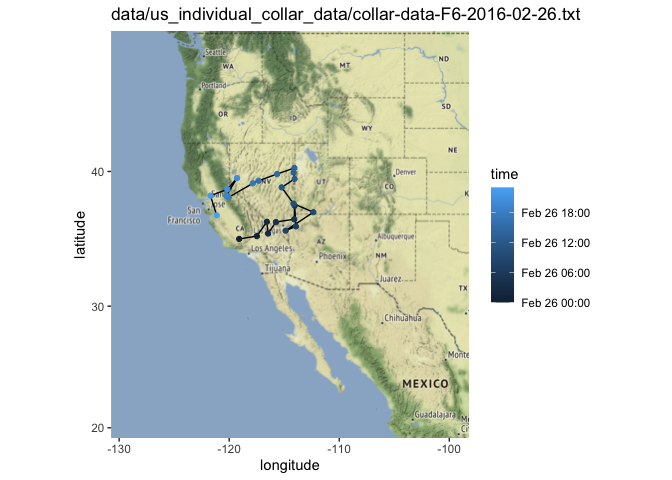 data/us_individual_collar_data/collar-data-F6-2016-02-26.txt
Seattle
WA
MT
ND
Portland
OR
ID
SD
WY
NE
NV
UT
Denver
CO
San
Francisco
Jose
CA
Los Angeles
AZ
Albuquerque
NM
Phoenix
Tijuana
Juarez
TX
Chihuahua
Monte
MEXICO
Guadalajara
Me
Ci
40
30
20
-130
-120
-110
-100
longitude
latitude
time
Feb 26 18:00
Feb 26 12:00
Feb 26 06:00
Feb 26 00:00